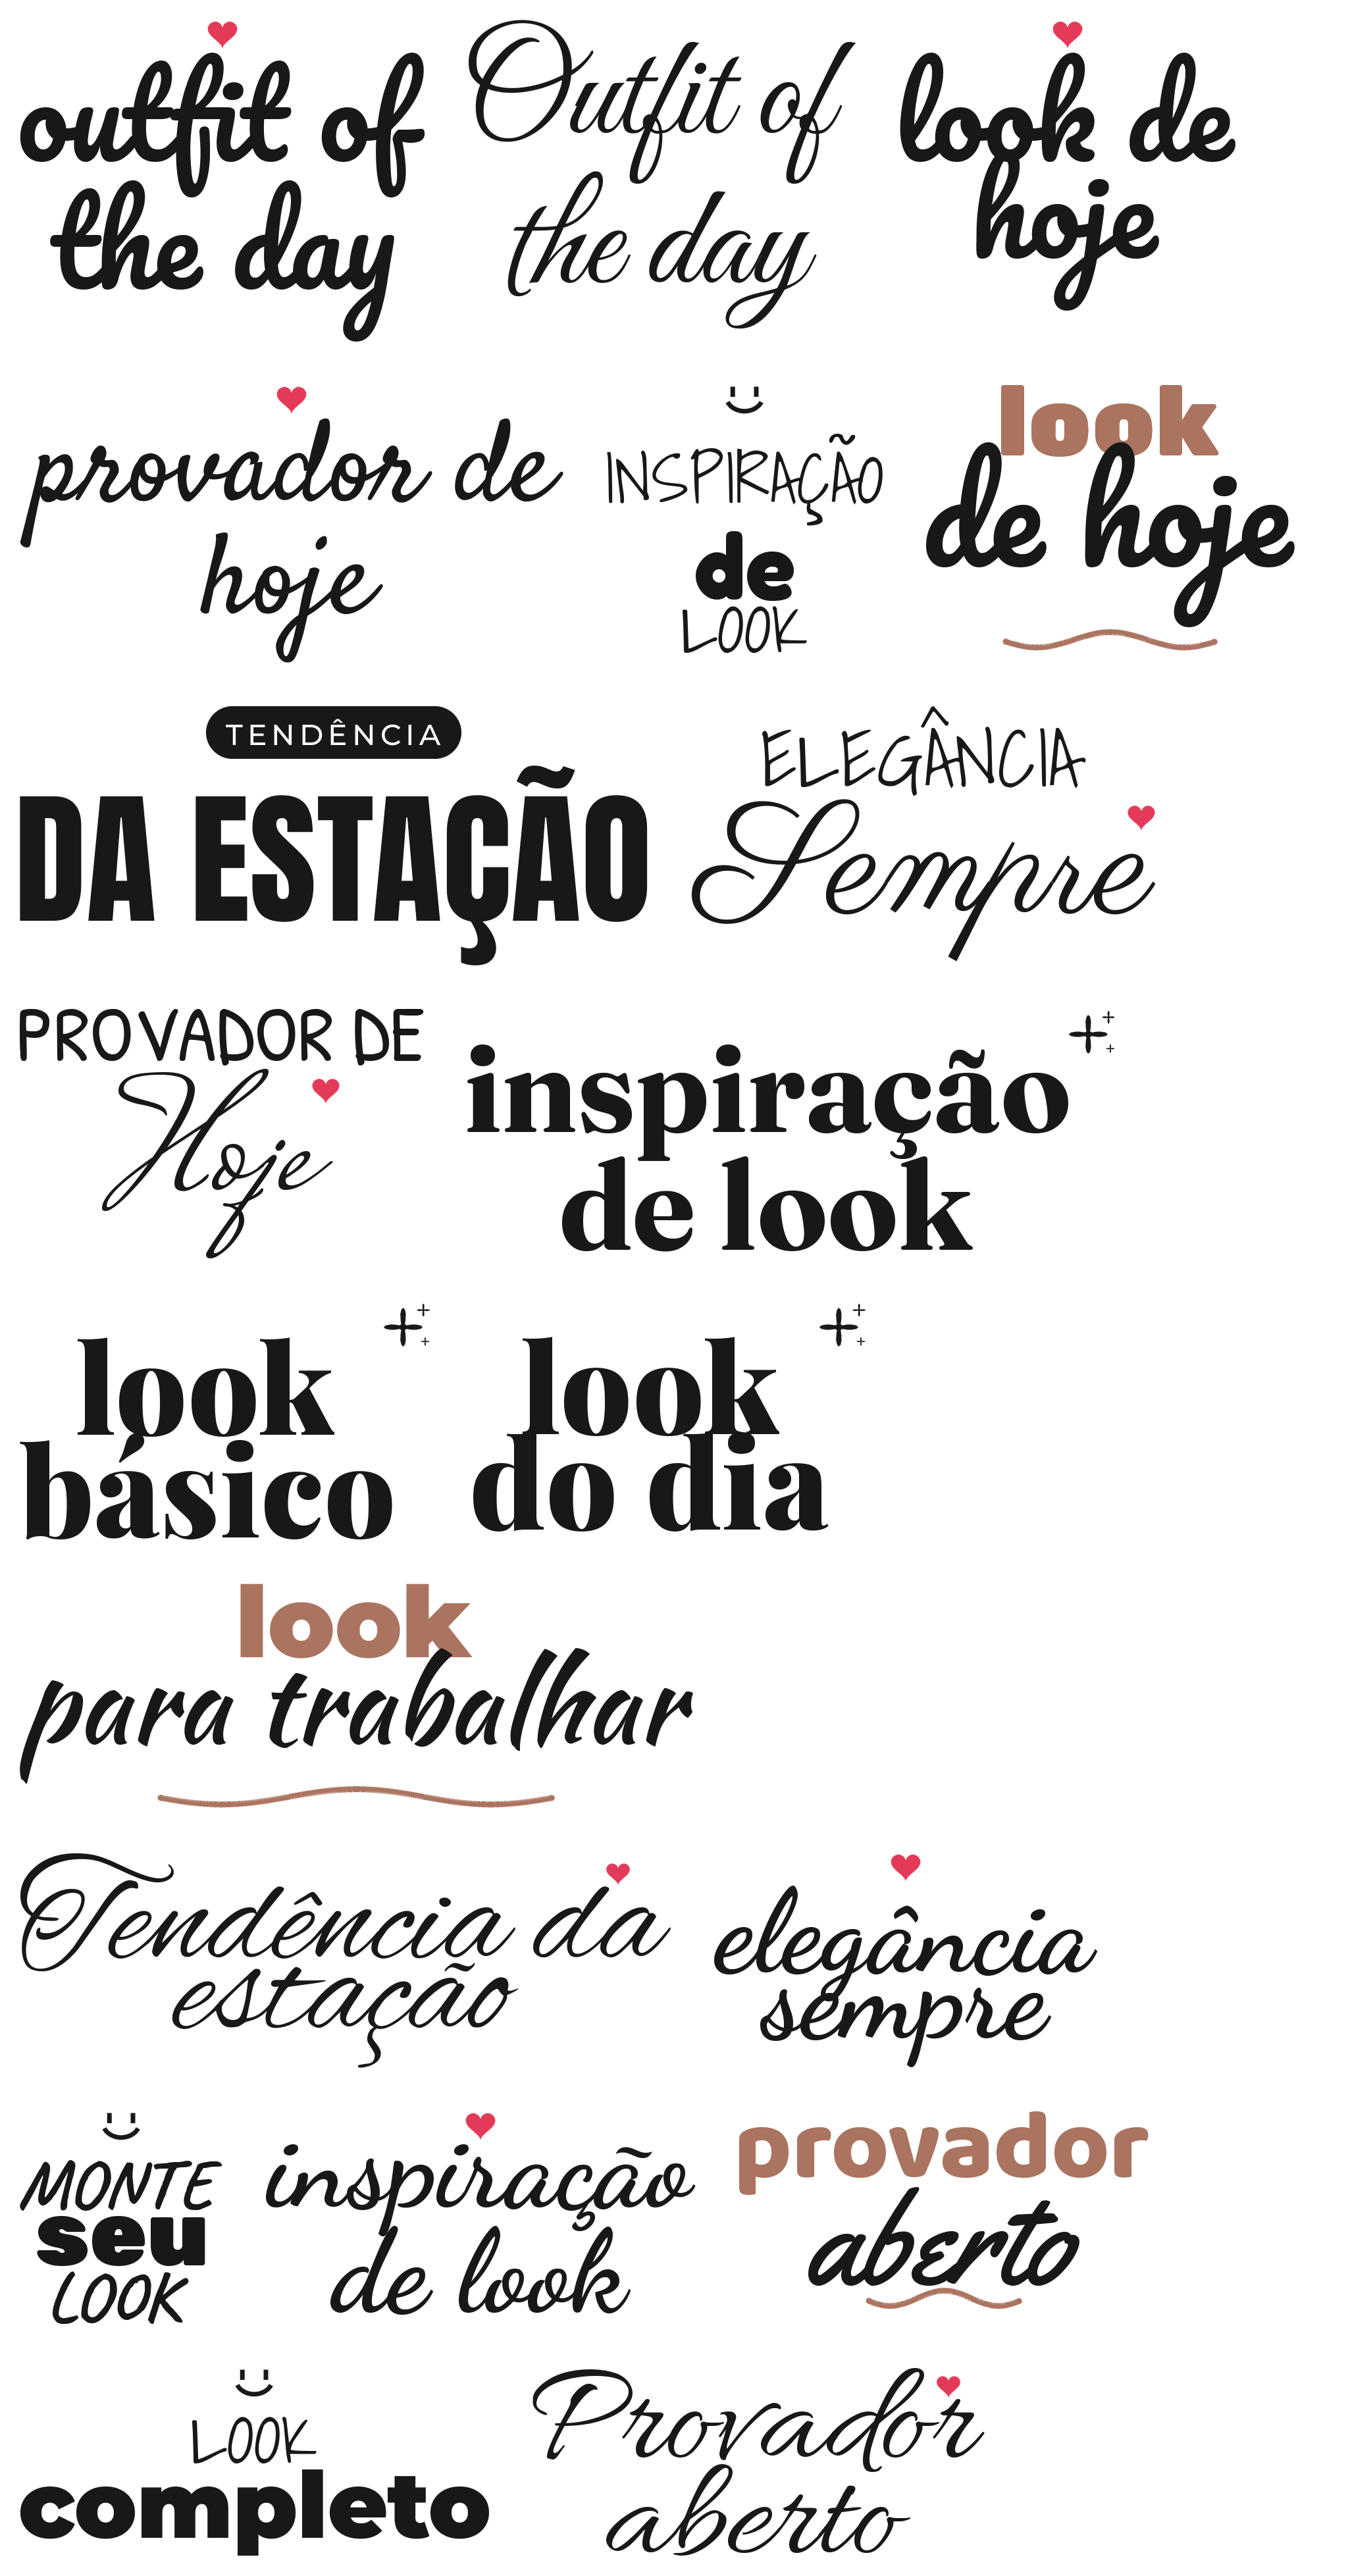 outfit of
the day
Outfit of
the day
look de
hoje
provador de
hoje
INSPIRAÇÃO
de
LOOK
look
de hoje
TENDÊNCIA
DA ESTAÇÃO
ELEGÂNCIA
Sempre
PROVADOR DE
Hoje
inspiração
de look
look
básico
look
do dia
look
para trabalhar
Tendência da
estação
elegância
sempre
MONTE
seu
LOOK
inspiração
de look
provador
aberto
LOOK
completo
Provador
aberto